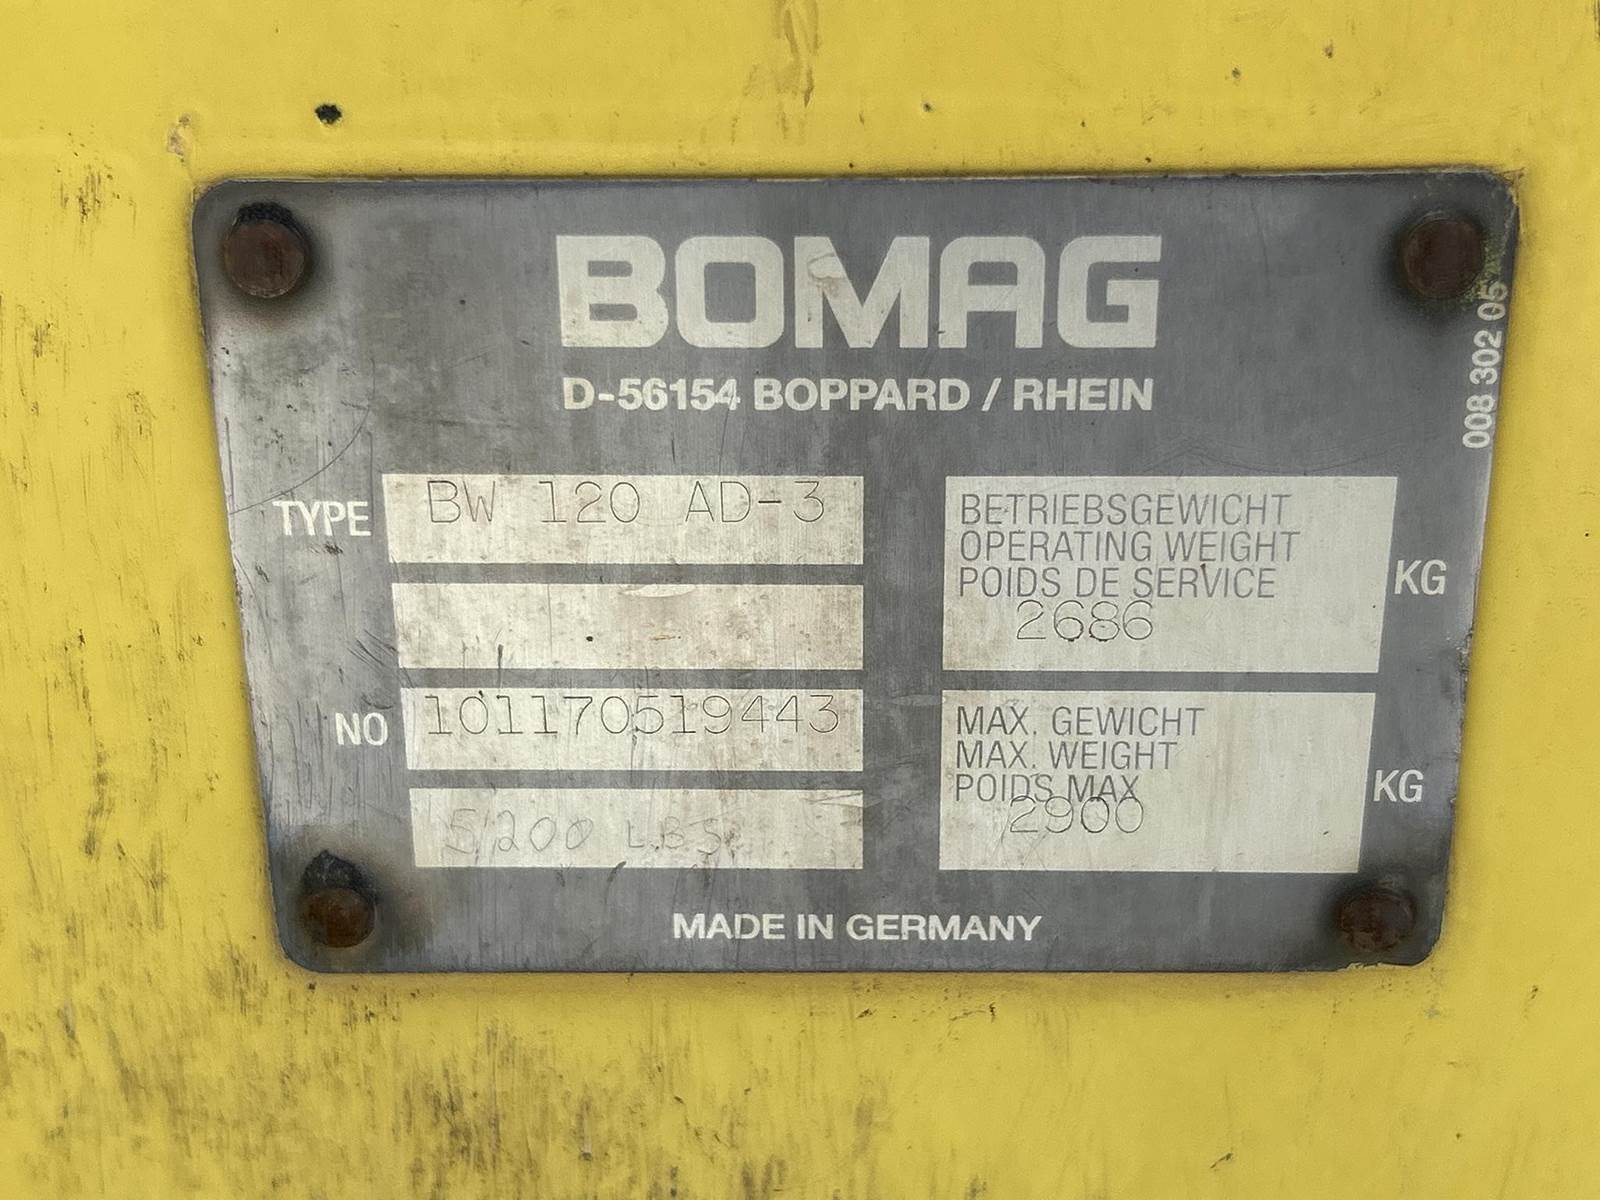 BOMAG
D-56154 BOPPARD / RHEIN
008 302 05
TYPE BW 120 AD-3
BETRIEBSGEWICHT
OPERATING WEIGHT
POIDS DE SERVICE
2686 KG
NO 101170519443
MAX. GEWICHT
MAX. WEIGHT
POIDS MAX
2900 KG
5200 LBS.
MADE IN GERMANY